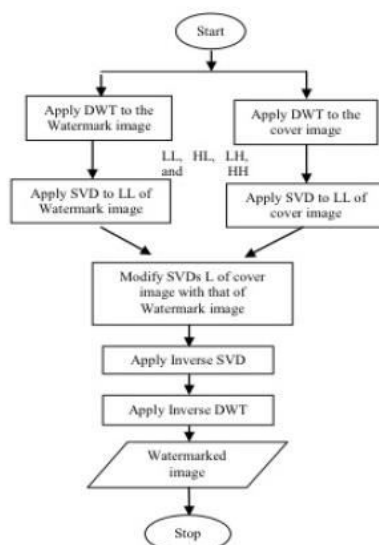 Start
Apply DWT to the
Watermark image
Apply DWT to the
cover image
LL, HL, LH,
and HH
Apply SVD to LL of
Watermark image
Apply SVD to LL of
cover image
Modify SVDs L of cover
image with that of
Watermark image
Apply Inverse SVD
Apply Inverse DWT
Watermarked
image
Stop